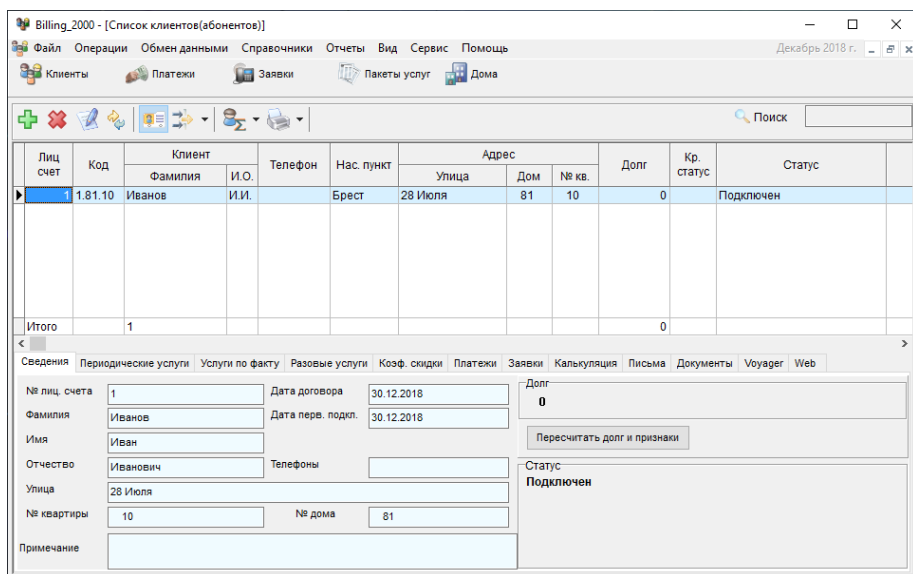 Billing_2000 - [Список клиентов(абонентов)]
Файл Операции Обмен данными Справочники Отчеты Вид Сервис Помощь Декабрь 2018 г.
Клиенты Платежи Заявки Пакеты услуг Дома
Поиск
Лиц счет Код Клиент Телефон Нас. пункт Адрес Долг Кр. статус Статус
Фамилия И.О. Улица Дом № кв.
1 1.81.10 Иванов И.И. Брест 28 Июля 81 10 0 Подключен
Итого 1 0
Сведения Периодические услуги Услуги по факту Разовые услуги Коэф. скидки Платежи Заявки Калькуляция Письма Документы Voyager Web
№ лиц. счета 1 Дата договора 30.12.2018 Долг
0
Фамилия Иванов Дата перв. подкл. 30.12.2018
Имя Иван Пересчитать долг и признаки
Отчество Иванович Телефоны Статус
Подключен
Улица 28 Июля
№ квартиры 10 № дома 81
Примечание